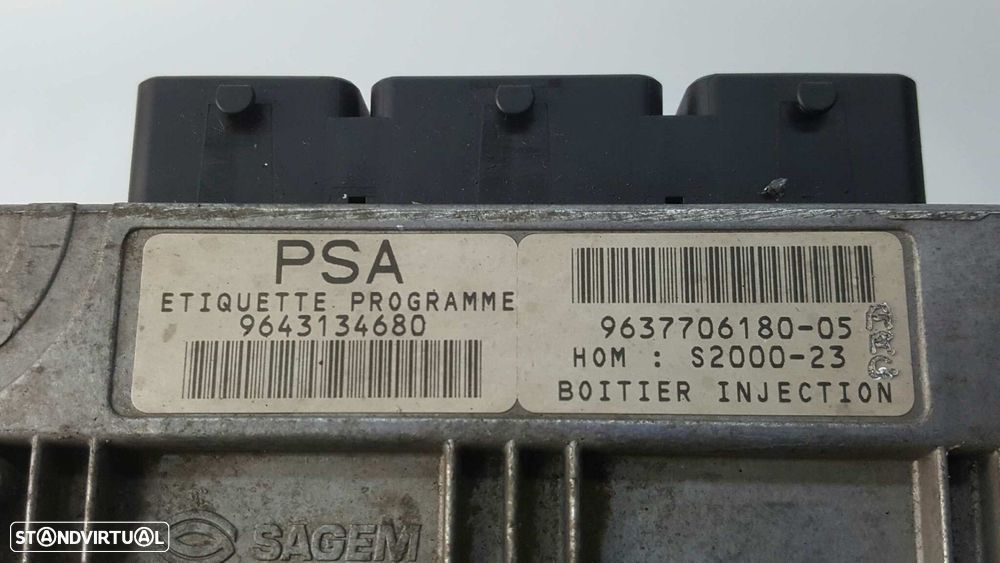 PSA
ETIQUETTE PROGRAMME
9643134680
9637706180-05
HOM : S2000-23
BOITIER INJECTION
SAGEM
STANDVIRTUAL